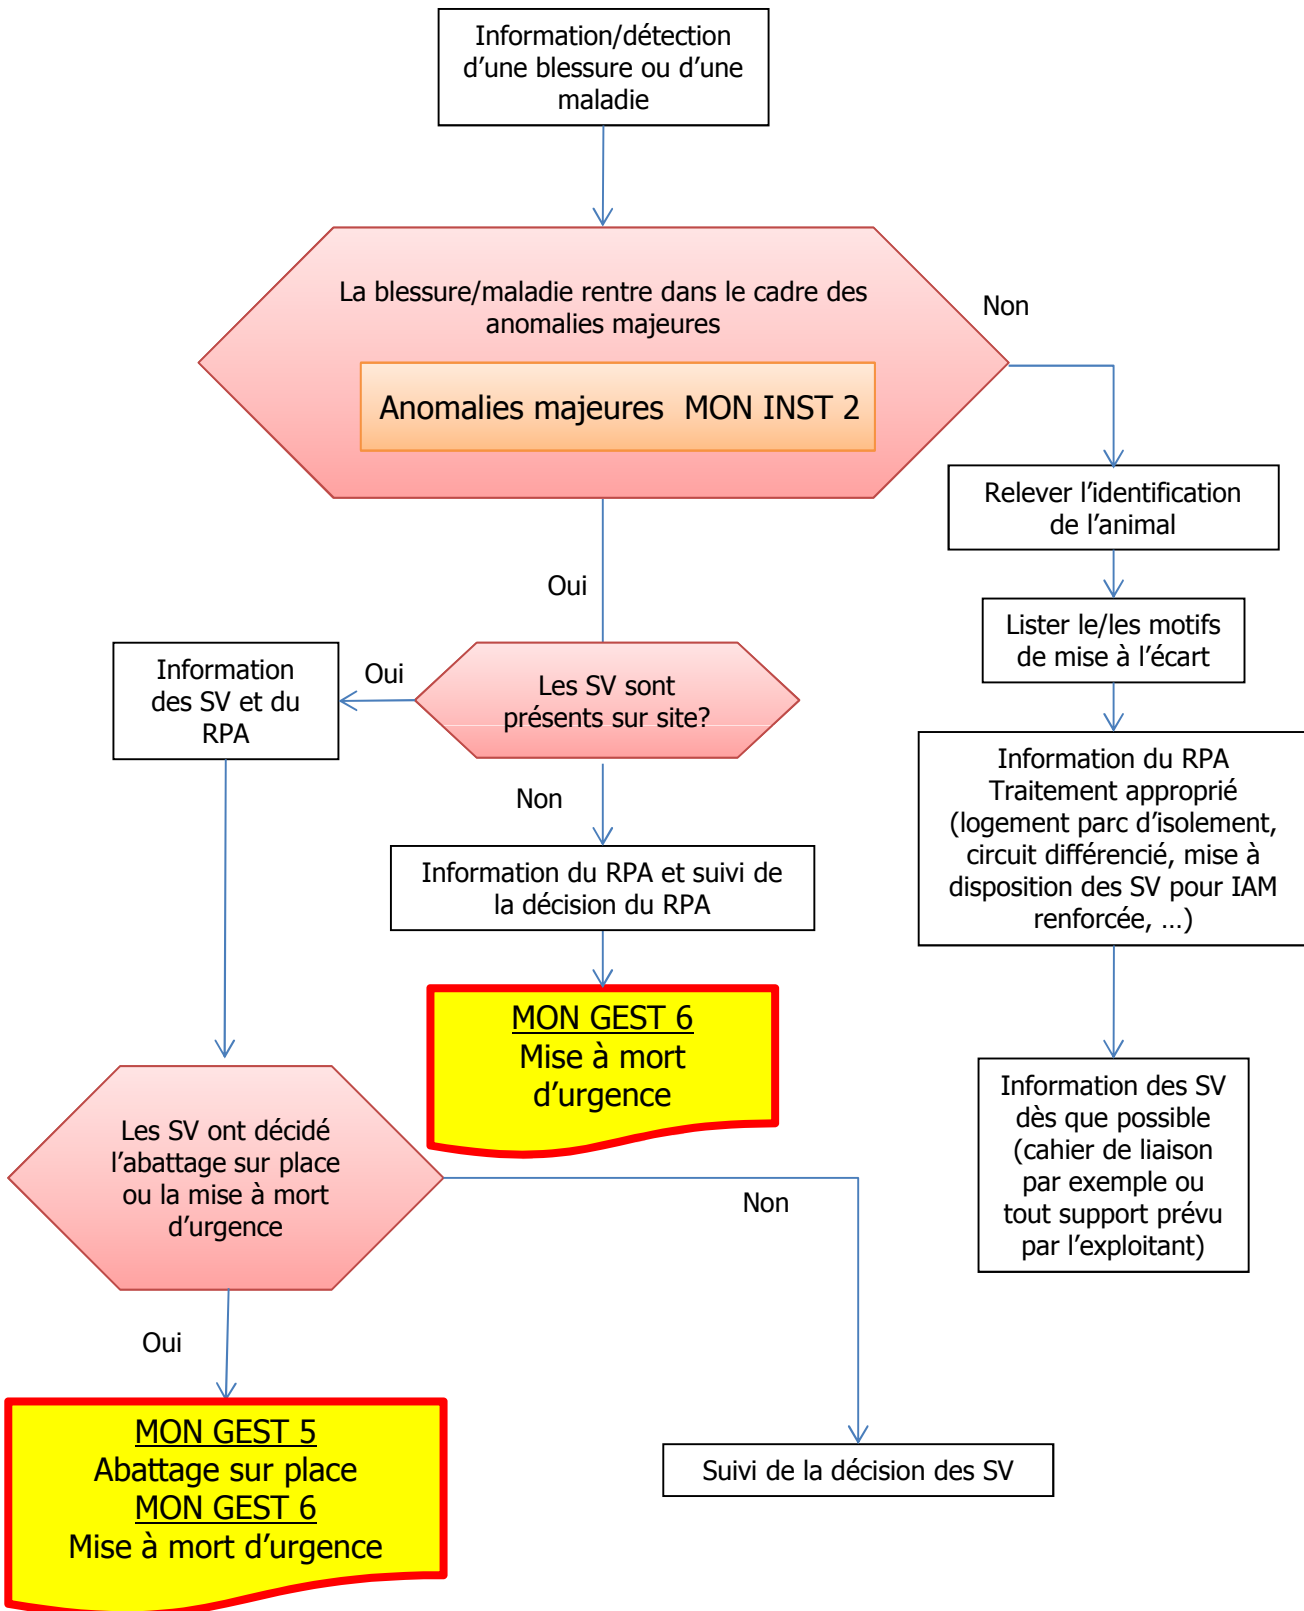 Information/détection
d'une blessure ou d'une
maladie
La blessure/maladie rentre dans le cadre des
anomalies majeures
Non
Anomalies majeures  MON INST 2
Relever l'identification
de l'animal
Oui
Lister le/les motifs
de mise à l'écart
Information
des SV et du
RPA
Oui
Les SV sont
présents sur site?
Non
Information du RPA
Traitement approprié
(logement parc d'isolement,
circuit différencié, mise à
disposition des SV pour IAM
renforcée, ...)
Information du RPA et suivi de
la décision du RPA
MON GEST 6
Mise à mort
d'urgence
Information des SV
dès que possible
(cahier de liaison
par exemple ou
tout support prévu
par l'exploitant)
Les SV ont décidé
l'abattage sur place
ou la mise à mort
d'urgence
Non
Oui
MON GEST 5
Abattage sur place
MON GEST 6
Mise à mort d'urgence
Suivi de la décision des SV